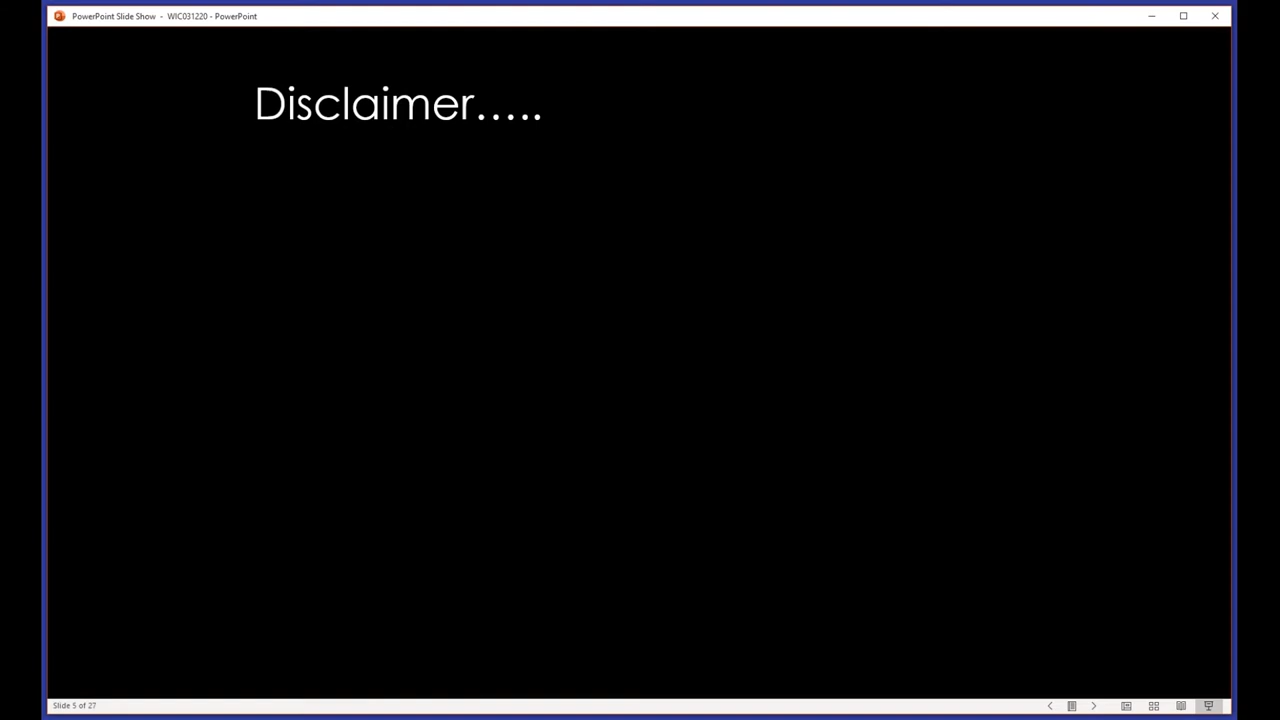 PowerPoint Slide Show - WIC031220 - PowerPoint
Disclaimer…..
Slide 5 of 27